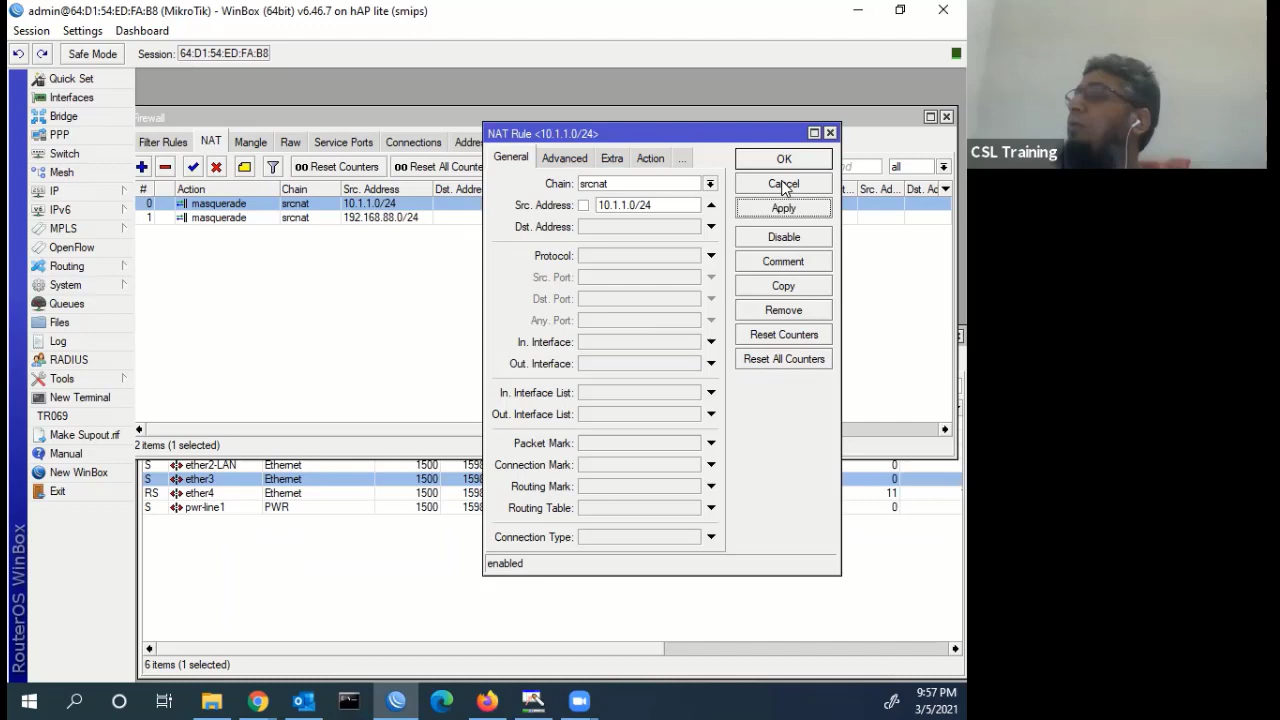 admin@64:D1:54:ED:FA:B8 (MikroTik) - WinBox (64bit) v6.46.7 on hAP lite (smips)
Session Settings Dashboard
Safe Mode Session: 64:D1:54:ED:FA:B8
Quick Set
Interfaces
Bridge
PPP
Switch
Mesh
IP
IPv6
MPLS
OpenFlow
Routing
System
Queues
Files
Log
RADIUS
Tools
New Terminal
TR069
Make Supout.rif
Manual
New WinBox
Exit
RouterOS WinBox
Firewall
Filter Rules NAT Mangle Raw Service Ports Connections
00 Reset Counters 00 Reset All Counte
all
# Action Chain Src. Address Dst. Ad
Src. Ad... Dst. Ad
0 masquerade srcnat 10.1.1.0/24
1 masquerade srcnat 192.168.88.0/24
2 items (1 selected)
S ether2-LAN Ethernet 1500 1598 0
S ether3 Ethernet 1500 1598 0
RS ether4 Ethernet 1500 1598 11
S pwr-line1 PWR 1500 1598 0
6 items (1 selected)
NAT Rule <10.1.1.0/24>
General Advanced Extra Action ...
Chain: srcnat
Src. Address: 10.1.1.0/24
Dst. Address:
Protocol:
Src. Port:
Dst. Port:
Any. Port:
In. Interface:
Out. Interface:
In. Interface List:
Out. Interface List:
Packet Mark:
Connection Mark:
Routing Mark:
Routing Table:
Connection Type:
enabled
OK
Cancel
Apply
Disable
Comment
Copy
Remove
Reset Counters
Reset All Counters
CSL Training
9:57 PM
3/5/2021